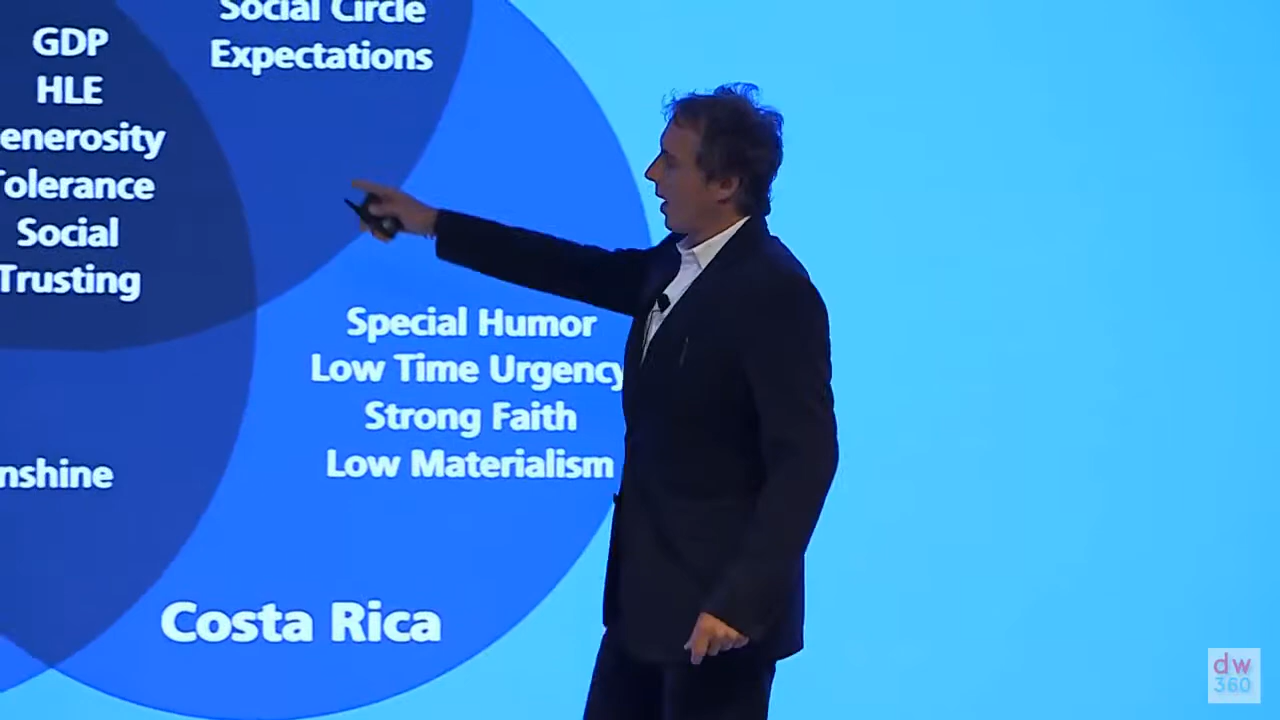 GDP
HLE
enerosity
olerance
Social
Trusting
Social Circle
Expectations
Special Humor
Low Time Urgency
Strong Faith
Low Materialism
nshine
Costa Rica
dw
360